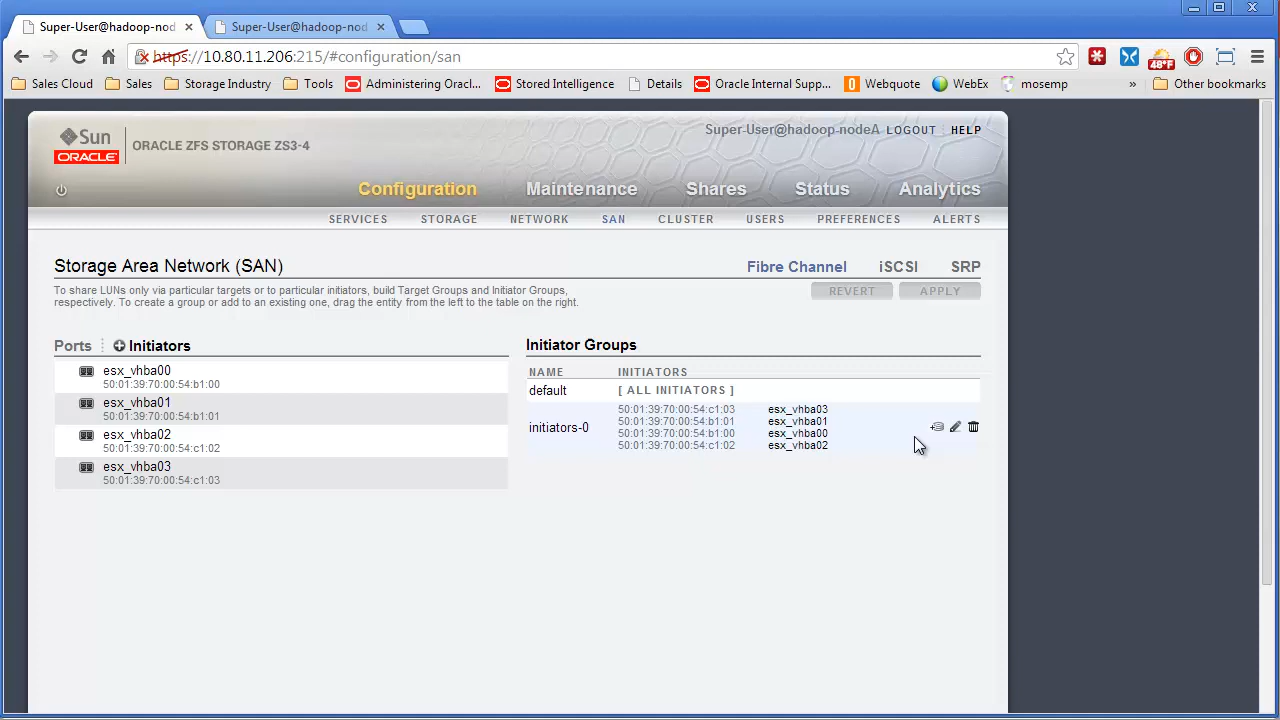 Super-User@hadoop-nod
Super-User@hadoop-nod
https://10.80.11.206:215/#configuration/san
48°F
Sales Cloud
Sales
Storage Industry
Tools
Administering Oracl...
Stored Intelligence
Details
Oracle Internal Supp...
Webquote
WebEx
mosemp
»
Other bookmarks
Sun
ORACLE
ORACLE ZFS STORAGE ZS3-4
Super-User@hadoop-nodeA LOGOUT HELP
Configuration Maintenance Shares Status Analytics
SERVICES STORAGE NETWORK SAN CLUSTER USERS PREFERENCES ALERTS
Storage Area Network (SAN)
Fibre Channel iSCSI SRP
To share LUNs only via particular targets or to particular initiators, build Target Groups and Initiator Groups,
respectively. To create a group or add to an existing one, drag the entity from the left to the table on the right.
REVERT APPLY
Ports Initiators
esx_vhba00
50:01:39:70:00:54:b1:00
esx_vhba01
50:01:39:70:00:54:b1:01
esx_vhba02
50:01:39:70:00:54:c1:02
esx_vhba03
50:01:39:70:00:54:c1:03
Initiator Groups
NAME INITIATORS
default [ ALL INITIATORS ]
initiators-0
50:01:39:70:00:54:c1:03 esx_vhba03
50:01:39:70:00:54:b1:01 esx_vhba01
50:01:39:70:00:54:b1:00 esx_vhba00
50:01:39:70:00:54:c1:02 esx_vhba02